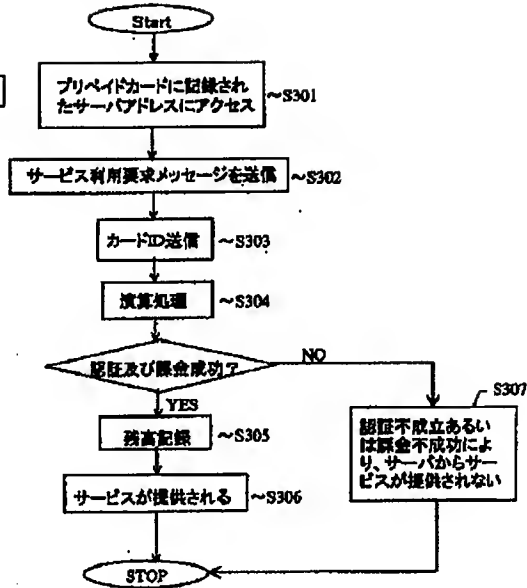 Start
プリペイドカードに記録され
たサーバアドレスにアクセス
~S301
サービス利用要求メッセージを送信
~S302
カードID送信
~S303
演算処理
~S304
認証及び課金成功?
NO
YES
S307
認証不成立あるい
は課金不成功によ
り、サーバからサー
ビスが提供されない
残高記録
~S305
サービスが提供される
~S306
STOP